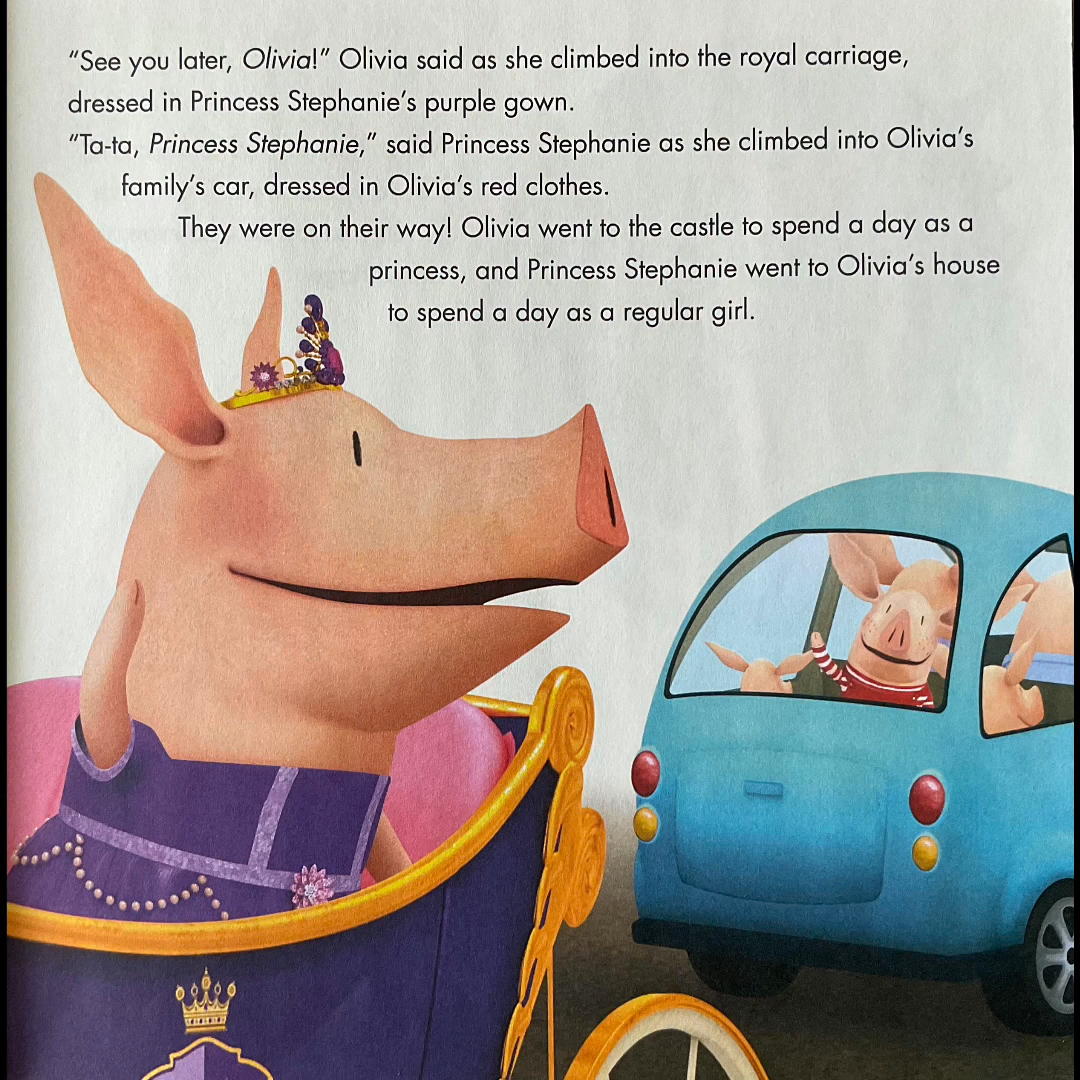 “See you later, Olivia!” Olivia said as she climbed into the royal carriage,
dressed in Princess Stephanie’s purple gown.
“Ta-ta, Princess Stephanie,” said Princess Stephanie as she climbed into Olivia’s
family’s car, dressed in Olivia’s red clothes.
They were on their way! Olivia went to the castle to spend a day as a
princess, and Princess Stephanie went to Olivia’s house
to spend a day as a regular girl.